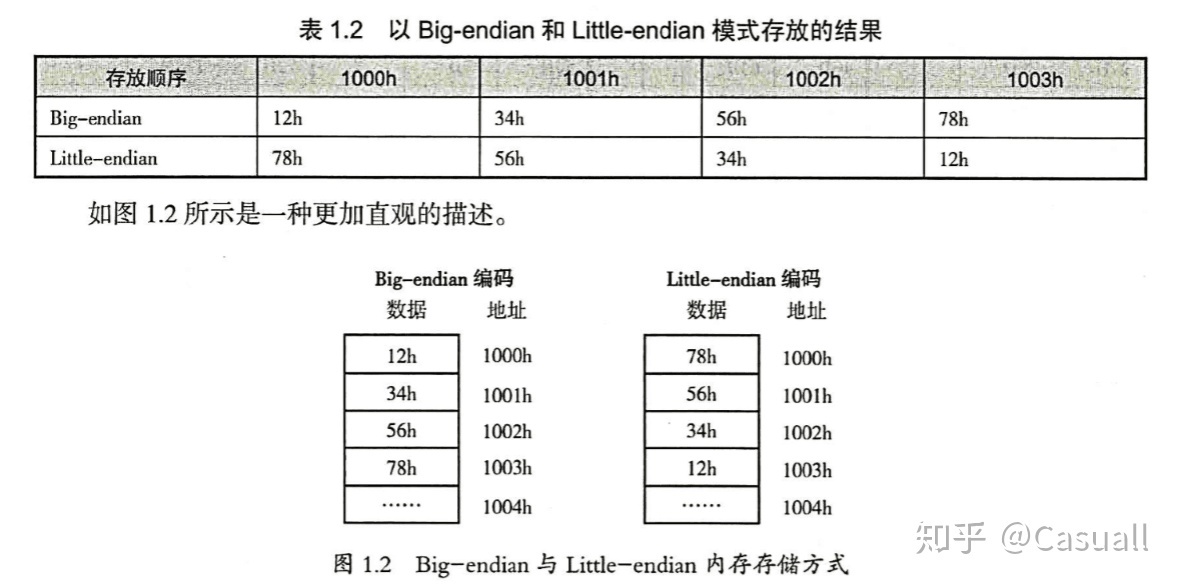 表 1.2 以 Big-endian 和 Little-endian 模式存放的结果
存放顺序 1000h 1001h 1002h 1003h
Big-endian 12h 34h 56h 78h
Little-endian 78h 56h 34h 12h
如图 1.2 所示是一种更加直观的描述。
Big-endian 编码 Little-endian 编码
数据 地址 数据 地址
12h 1000h 78h 1000h
34h 1001h 56h 1001h
56h 1002h 34h 1002h
78h 1003h 12h 1003h
…… 1004h …… 1004h
图 1.2 Big-endian 与 Little-endian 内存存储方式
知乎 @Casuall